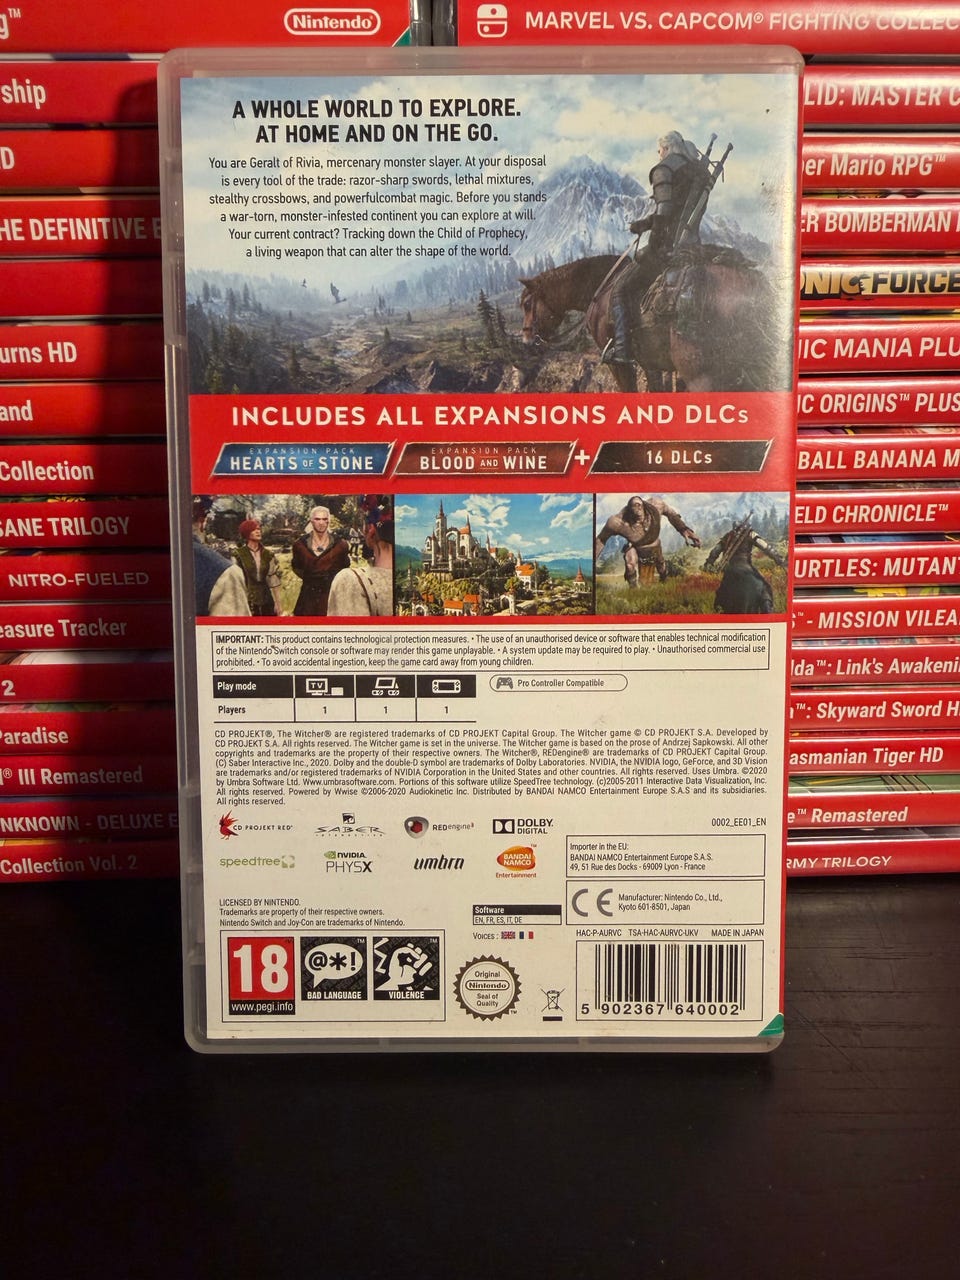 g™
Nintendo
MARVEL VS. CAPCOM® FIGHTING COLLEC
ship
D
HE DEFINITIVE E
urns HD
and
Collection
SANE TRILOGY
NITRO-FUELED
easure Tracker
2
Paradise
® III Remastered
NKNOWN - DELUXE E
Collection Vol. 2
A WHOLE WORLD TO EXPLORE.
AT HOME AND ON THE GO.
You are Geralt of Rivia, mercenary monster slayer. At your disposal
is every tool of the trade: razor-sharp swords, lethal mixtures,
stealthy crossbows, and powerfulcombat magic. Before you stands
a war-torn, monster-infested continent you can explore at will.
Your current contract? Tracking down the Child of Prophecy,
a living weapon that can alter the shape of the world.
INCLUDES ALL EXPANSIONS AND DLCs
EXPANSION PACK
HEARTS OF STONE
EXPANSION PACK
BLOOD AND WINE
+
16 DLCs
IMPORTANT: This product contains technological protection measures. • The use of an unauthorised device or software that enables technical modification
of the Nintendo Switch console or software may render this game unplayable. • A system update may be required to play. • Unauthorised commercial use
prohibited. • To avoid accidental ingestion, keep the game card away from young children.
Play mode
TV
Players 1 1 1
Pro Controller Compatible
CD PROJEKT®, The Witcher® are registered trademarks of CD PROJEKT Capital Group. The Witcher game © CD PROJEKT S.A. Developed by
CD PROJEKT S.A. All rights reserved. The Witcher game is set in the universe. The Witcher game is based on the prose of Andrzej Sapkowski. All other
copyrights and trademarks are the property of their respective owners. The Witcher®, REDengine® are trademarks of CD PROJEKT Capital Group.
(C) Saber Interactive Inc., 2020. Dolby and the double-D symbol are trademarks of Dolby Laboratories. NVIDIA, the NVIDIA logo, GeForce, and 3D Vision
are trademarks and/or registered trademarks of NVIDIA Corporation in the United States and other countries. All rights reserved. Uses Umbra. ©2020
by Umbra Software Ltd. Www.umbrasoftware.com. Portions of this software utilize SpeedTree technology. (c)2005-2011 Interactive Data Visualization, Inc.
All rights reserved. Powered by Wwise ©2006-2020 Audiokinetic Inc. Distributed by BANDAI NAMCO Entertainment Europe S.A.S and its subsidiaries.
All rights reserved.
CD PROJEKT RED®
SABER
INTERACTIVE
REDengine3
DOLBY
DIGITAL
0002_EE01_EN
speedtree
NVIDIA.
PHYSX
umbra
BANDAI
NAMCO
Entertainment
Importer in the EU:
BANDAI NAMCO Entertainment Europe S.A.S.
49, 51 Rue des Docks - 69009 Lyon - France
CE
Manufacturer: Nintendo Co., Ltd.,
Kyoto 601-8501, Japan
LICENSED BY NINTENDO.
Trademarks are property of their respective owners.
Nintendo Switch and Joy-Con are trademarks of Nintendo.
Software
EN, FR, ES, IT, DE
VOICES :
HAC-P-AURVC TSA-HAC-AURVC-UKV MADE IN JAPAN
18
www.pegi.info
@*!
BAD LANGUAGE
VIOLENCE
Original
Nintendo
Seal of
Quality
™
5 902367 640002
LID: MASTER C
er Mario RPG™
R BOMBERMAN
NIC FORCE
IC MANIA PLU
IC ORIGINS™ PLUS
BALL BANANA M
ELD CHRONICLE™
URTLES: MUTAN
™ - MISSION VILEA
lda™: Link's Awakeni
a™: Skyward Sword H
asmanian Tiger HD
e™ Remastered
RMY TRILOGY